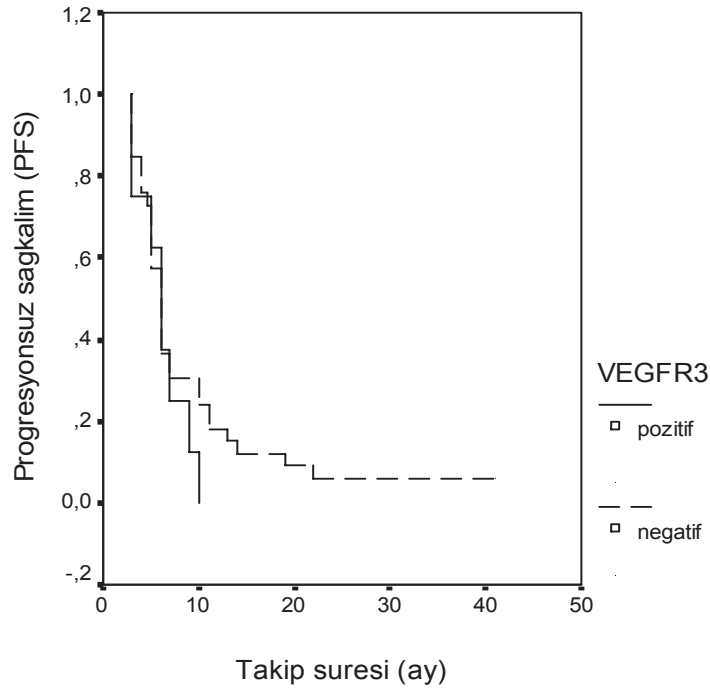 Progresyonsuz sagkalim (PFS)
1,2
1,0
,8
,6
,4
,2
0,0
-,2
0
10
20
30
40
50
Takip suresi (ay)
VEGFR3
pozitif
negatif